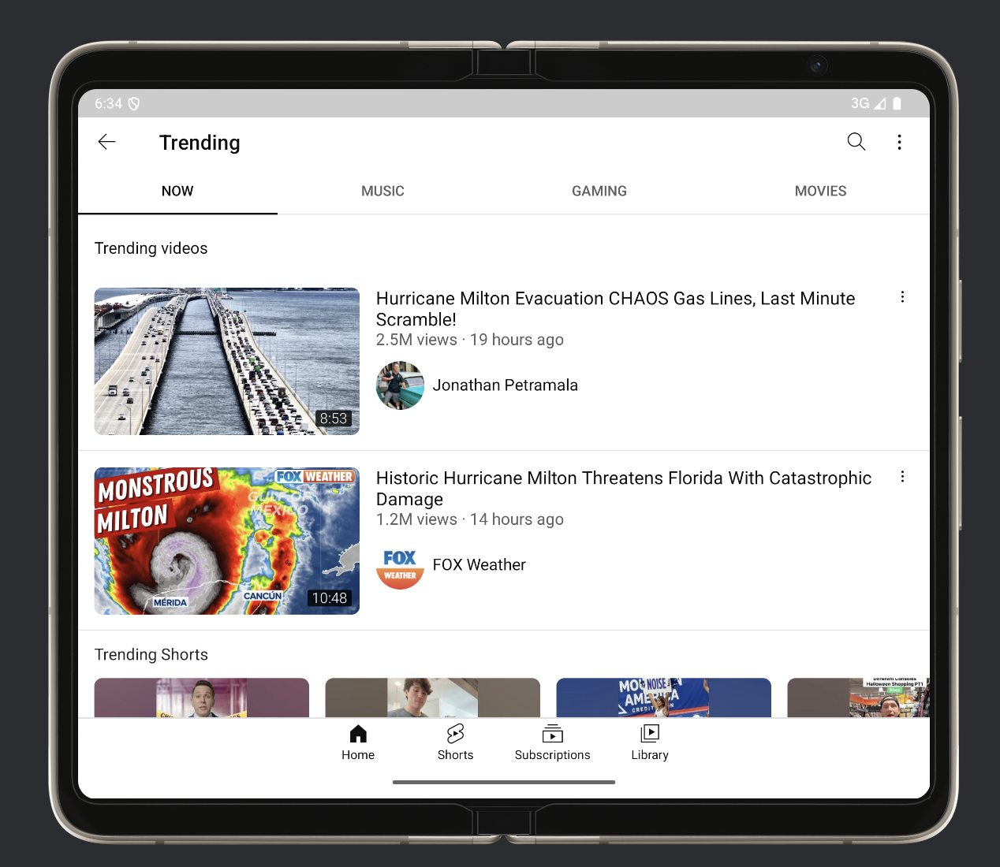 6:34
3G
Trending
NOW
MUSIC
GAMING
MOVIES
Trending videos
8:53
Hurricane Milton Evacuation CHAOS Gas Lines, Last Minute
Scramble!
2.5M views · 19 hours ago
Jonathan Petramala
MONSTROUS
MILTON
FOX WEATHER
GULF OF
MEXICO
MÉRIDA
CANCÚN
10:48
Historic Hurricane Milton Threatens Florida With Catastrophic
Damage
1.2M views · 14 hours ago
FOX
WEATHER
FOX Weather
Trending Shorts
NOISE
AMERICA
CREDIT
Different Consoles
Halloween Shopping PT1
Home
Shorts
Subscriptions
Library